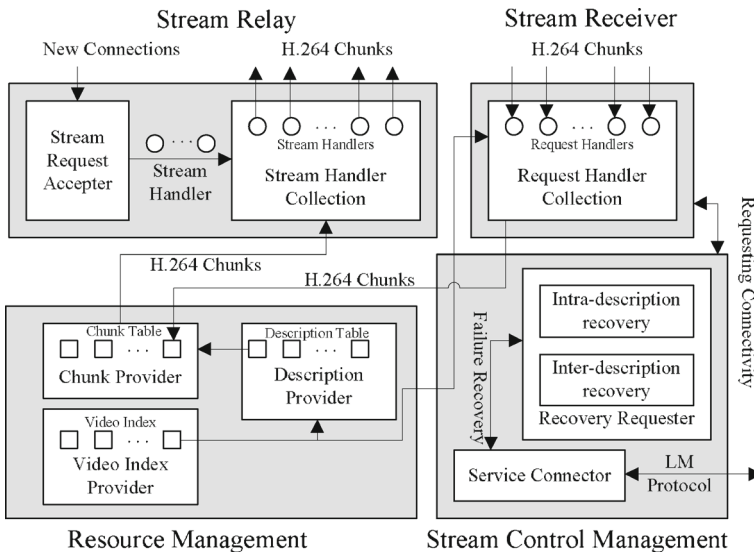 Stream Relay
Stream Receiver
New Connections
H.264 Chunks
H.264 Chunks
Stream
Request
Accepter
· · ·
Stream
Handler
· · ·
Stream Handlers
Stream Handler
Collection
· · ·
Request Handlers
Request Handler
Collection
Requesting Connectivity
H.264 Chunks
H.264 Chunks
Chunk Table
· · ·
Chunk Provider
Description Table
· · ·
Description
Provider
Video Index
· · ·
Video Index
Provider
Failure Recovery
Intra-description
recovery
Inter-description
recovery
Recovery Requester
Service Connector
LM
Protocol
Resource Management
Stream Control Management